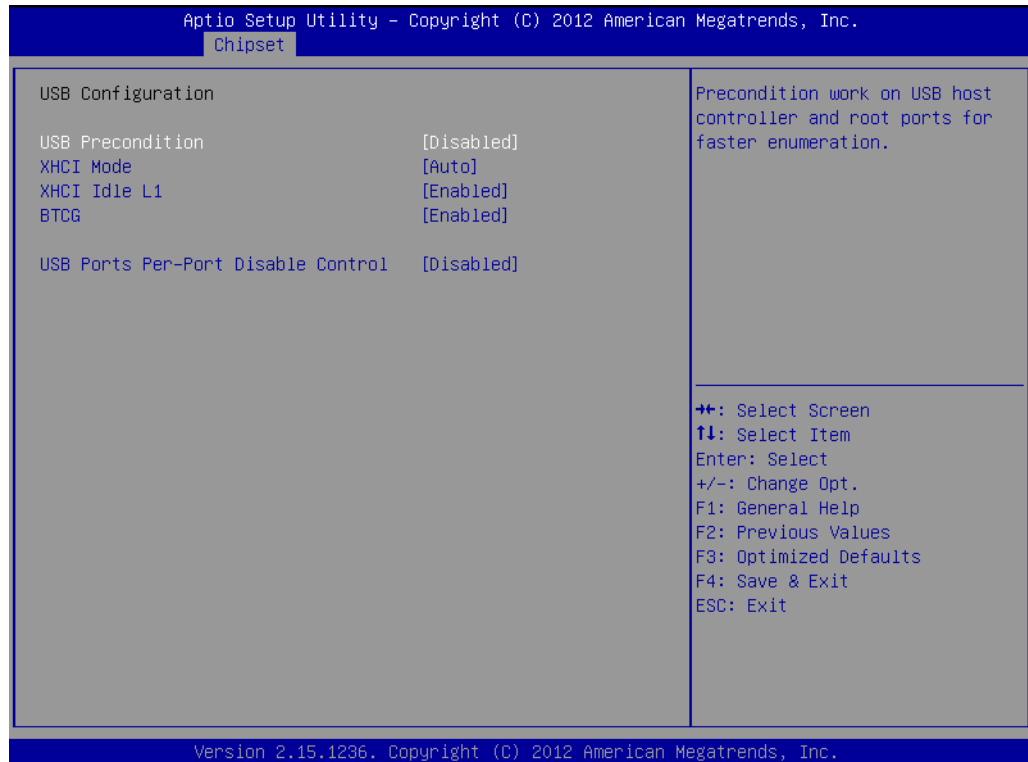 Aptio Setup Utility – Copyright (C) 2012 American Megatrends, Inc.
Chipset
USB Configuration
USB Precondition [Disabled]
XHCI Mode [Auto]
XHCI Idle L1 [Enabled]
BTCG [Enabled]
USB Ports Per-Port Disable Control [Disabled]
Precondition work on USB host
controller and root ports for
faster enumeration.
→←: Select Screen
↑↓: Select Item
Enter: Select
+/-: Change Opt.
F1: General Help
F2: Previous Values
F3: Optimized Defaults
F4: Save & Exit
ESC: Exit
Version 2.15.1236. Copyright (C) 2012 American Megatrends, Inc.